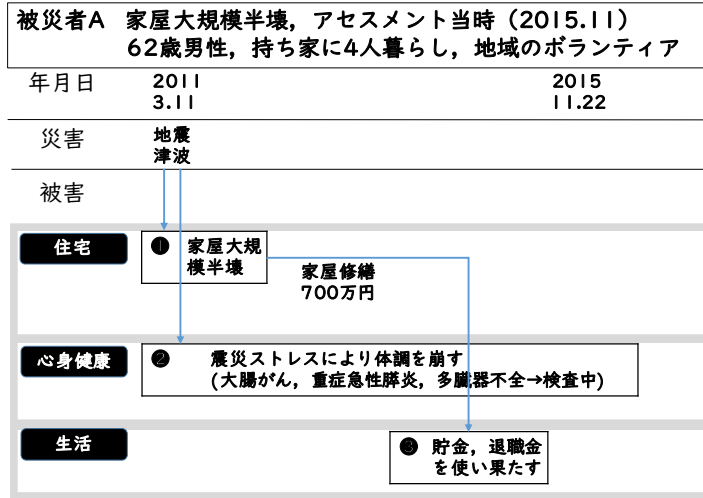 被災者A 家屋大規模半壊，アセスメント当時（2015.11）
62歳男性，持ち家に4人暮らし，地域のボランティア
年月日 2011 2015
3.11 11.22
災害 地震
津波
被害
住宅 ❶ 家屋大規
模半壊
家屋修繕
700万円
心身健康 ❷ 震災ストレスにより体調を崩す
(大腸がん，重症急性膵炎，多臓器不全→検査中)
生活 ❸ 貯金，退職金
を使い果たす